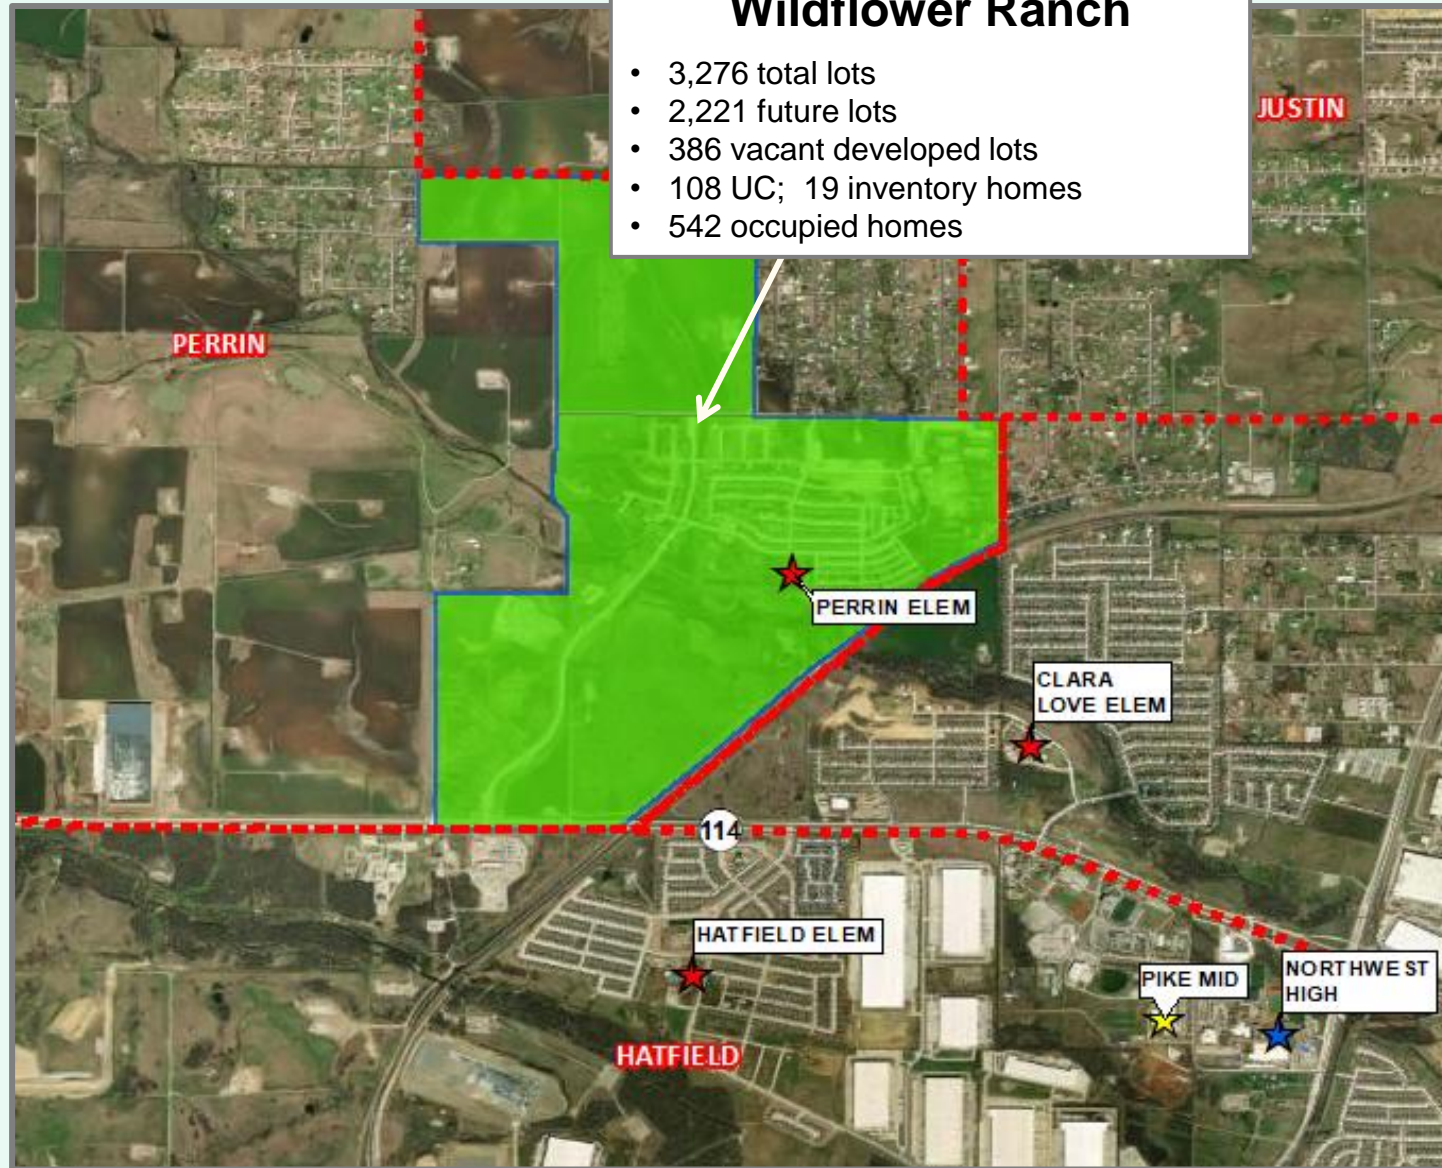 Wildflower Ranch
• 3,276 total lots
• 2,221 future lots
• 386 vacant developed lots
• 108 UC; 19 inventory homes
• 542 occupied homes
JUSTIN
PERRIN
PERRIN ELEM
CLARA
LOVE ELEM
114
HATFIELD ELEM
PIKE MID
NORTHWEST
HIGH
HATFIELD